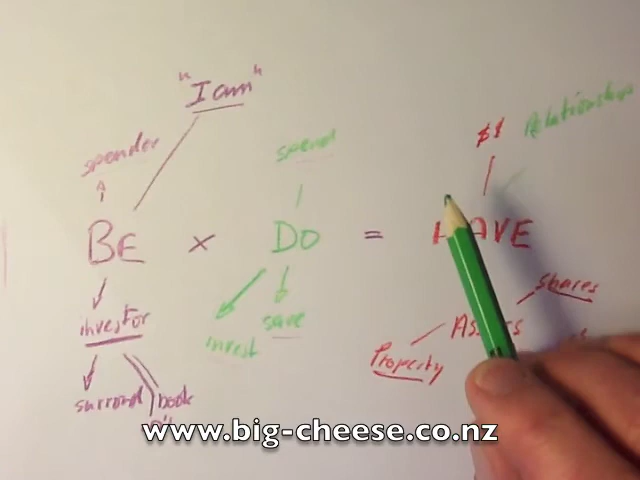 "I am"
$$
Relationships
spender
spend
BE × DO = HAVE
investor
invest
save
Assets
shares
Property
surround
book
www.big-cheese.co.nz